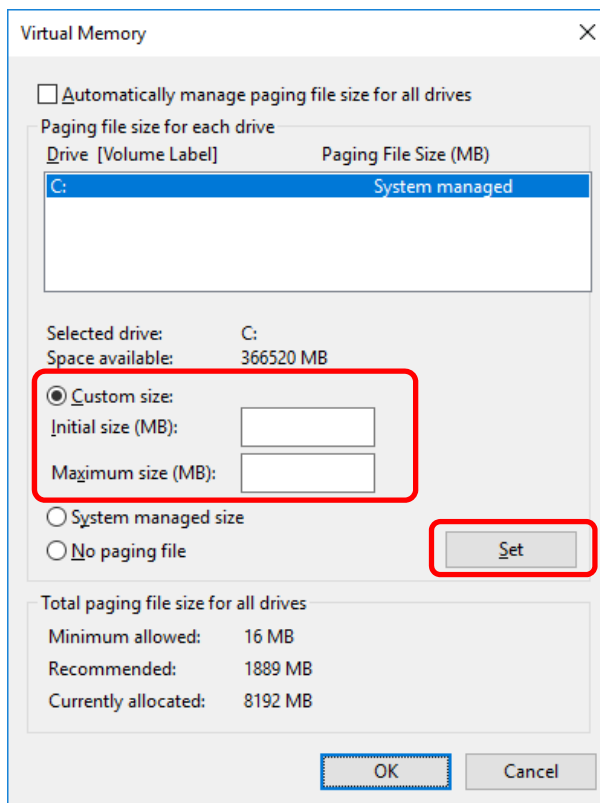 Virtual Memory
Automatically manage paging file size for all drives
Paging file size for each drive
Drive [Volume Label] Paging File Size (MB)
C: System managed
Selected drive: C:
Space available: 366520 MB
Custom size:
Initial size (MB):
Maximum size (MB):
System managed size
No paging file
Set
Total paging file size for all drives
Minimum allowed: 16 MB
Recommended: 1889 MB
Currently allocated: 8192 MB
OK Cancel